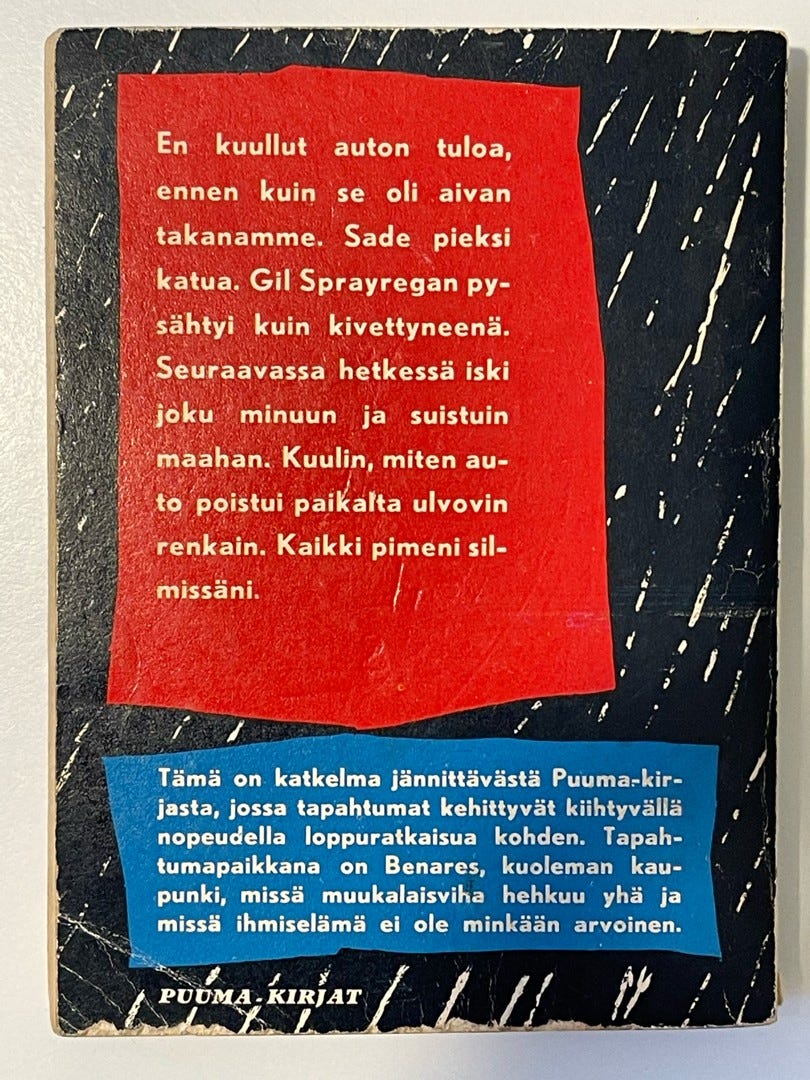 En kuullut auton tuloa,
ennen kuin se oli aivan
takanamme. Sade pieksi
katua. Gil Sprayregan py-
sähtyi kuin kivettyneenä.
Seuraavassa hetkessä iski
joku minuun ja suistuin
maahan. Kuulin, miten au-
to poistui paikalta ulvovin
renkain. Kaikki pimeni sil-
missäni.
Tämä on katkelma jännittävästä Puuma-kir-
jasta, jossa tapahtumat kehittyvät kiihtyvällä
nopeudella loppuratkaisua kohden. Tapah-
tumapaikkana on Benares, kuoleman kau-
punki, missä muukalaisviha hehkuu yhä ja
missä ihmiselämä ei ole minkään arvoinen.
PUUMA-KIRJAT